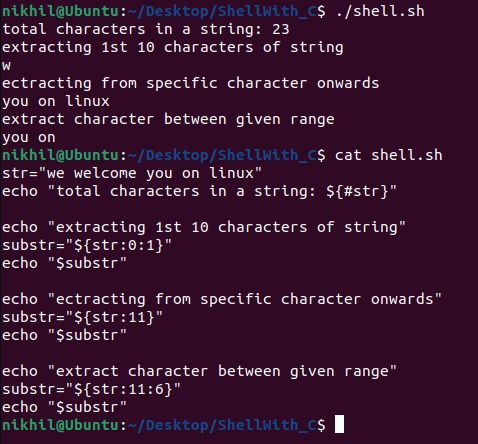 nikhil@Ubuntu:~/Desktop/ShellWith_C$ ./shell.sh
total characters in a string: 23
extracting 1st 10 characters of string
w
ectracting from specific character onwards
you on linux
extract character between given range
you on
nikhil@Ubuntu:~/Desktop/ShellWith_C$ cat shell.sh
str="we welcome you on linux"
echo "total characters in a string: ${#str}"
echo "extracting 1st 10 characters of string"
substr="${str:0:1}"
echo "$substr"
echo "ectracting from specific character onwards"
substr="${str:11}"
echo "$substr"
echo "extract character between given range"
substr="${str:11:6}"
echo "$substr"
nikhil@Ubuntu:~/Desktop/ShellWith_C$